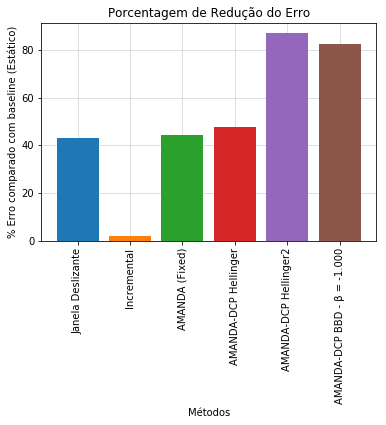 Porcentagem de Redução do Erro
% Erro comparado com baseline (Estático)
80
60
40
20
0
Janela Deslizante
Incremental
AMANDA (Fixed)
AMANDA-DCP Hellinger
AMANDA-DCP Hellinger2
AMANDA-DCP BBD - β = -1.000
Métodos